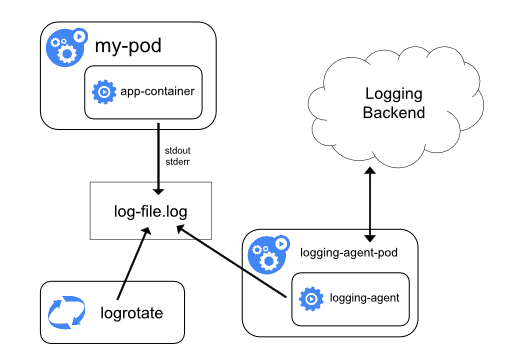 my-pod
app-container
stdout
stderr
log-file.log
logrotate
Logging
Backend
logging-agent-pod
logging-agent